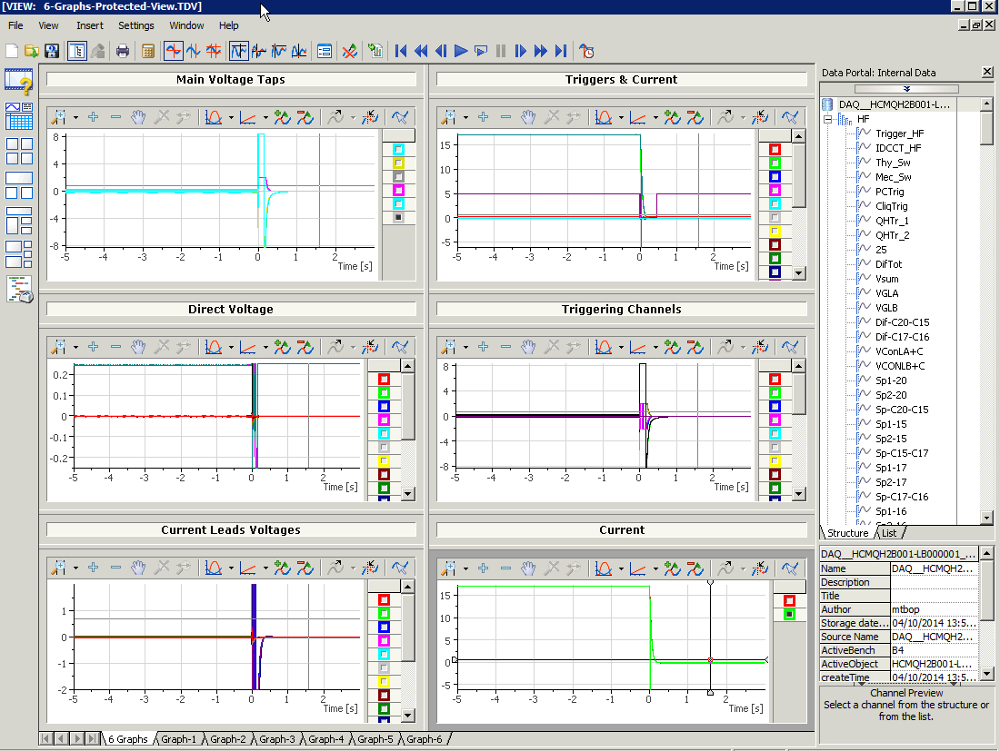 [VIEW:   6-Graphs-Protected-View.TDV]
File View Insert Settings Window Help
Data Portal: Internal Data
Main Voltage Taps
8
4
0
-4
-8
-5 -4 -3 -2 -1 0 1 2
Time [s]
Triggers & Current
15
10
5
0
-5
-5 -4 -3 -2 -1 0 1 2
Time [s]
Direct Voltage
0.2
0.1
0
-0.1
-0.2
-5 -4 -3 -2 -1 0 1 2
Time [s]
Triggering Channels
8
4
0
-4
-8
-5 -4 -3 -2 -1 0 1 2
Time [s]
Current Leads Voltages
1
0
-1
-2
-5 -4 -3 -2 -1 0 1 2
Time [s]
Current
15
10
5
0
-5
-5 -4 -3 -2 -1 0 1 2
Time [s]
6 Graphs Graph-1 Graph-2 Graph-3 Graph-4 Graph-5 Graph-6
DAQ__HCMQH2B001-L...
HF
Trigger_HF
IDCCT_HF
Thy_Sw
Mec_Sw
PCTrig
CliqTrig
QHTr_1
QHTr_2
25
DifTot
Vsum
VGLA
VGLB
Dif-C20-C15
Dif-C17-C16
VConLA+C
VCONLB+C
Sp1-20
Sp2-20
Sp-C20-C15
Sp1-15
Sp2-15
Sp-C15-C17
Sp1-17
Sp2-17
Sp-C17-C16
Sp1-16
Structure List
DAQ__HCMQH2B001-LB000001_...
Name DAQ__HCMQH2...
Description
Title
Author mtbop
Storage date... 04/10/2014 13:5...
Source Name DAQ__HCMQH2...
ActiveBench B4
ActiveObject HCMQH2B001-L...
createTime 04/10/2014 13:5...
Channel Preview
Select a channel from the structure or
from the list.